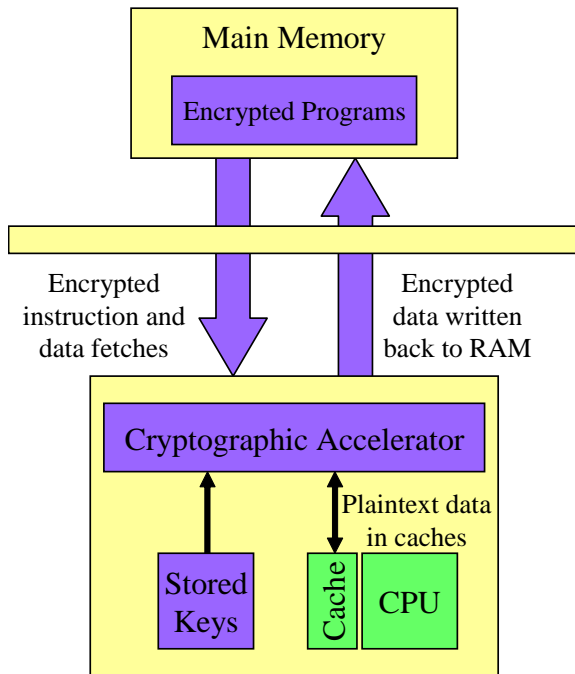 Main Memory
Encrypted Programs
Encrypted
instruction and
data fetches
Encrypted
data written
back to RAM
Cryptographic Accelerator
Plaintext data
in caches
Stored
Keys
Cache
CPU